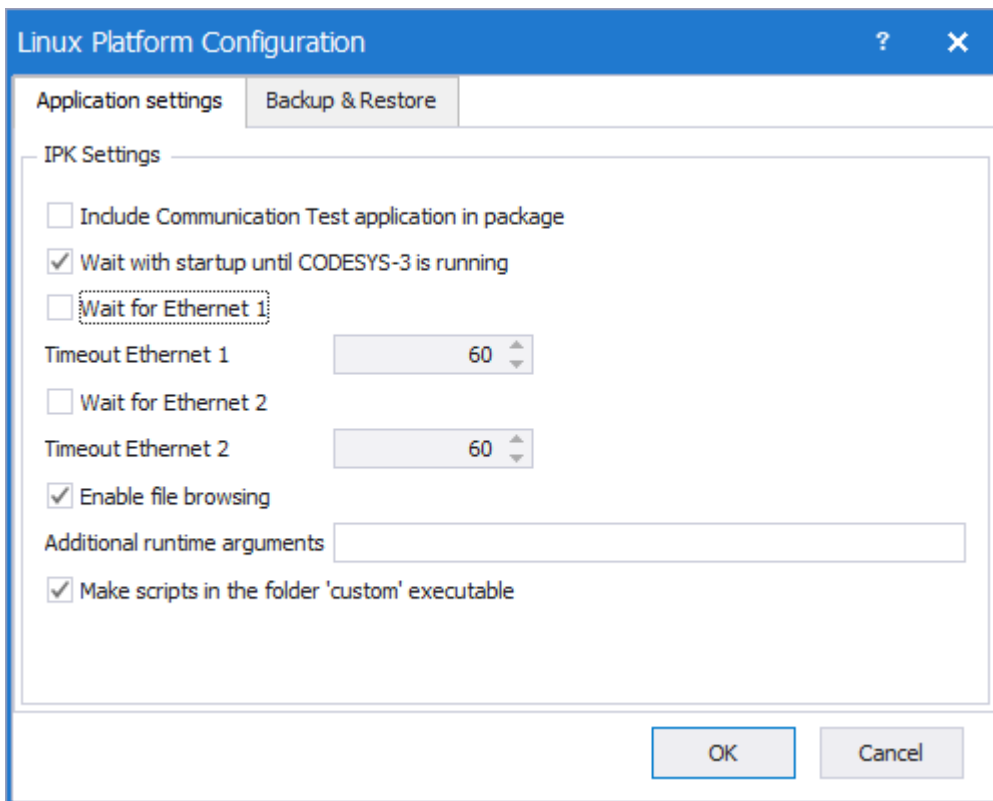 Linux Platform Configuration ?
Application settings Backup & Restore
IPK Settings
Include Communication Test application in package
Wait with startup until CODESYS-3 is running
Wait for Ethernet 1
Timeout Ethernet 1 60
Wait for Ethernet 2
Timeout Ethernet 2 60
Enable file browsing
Additional runtime arguments
Make scripts in the folder 'custom' executable
OK Cancel